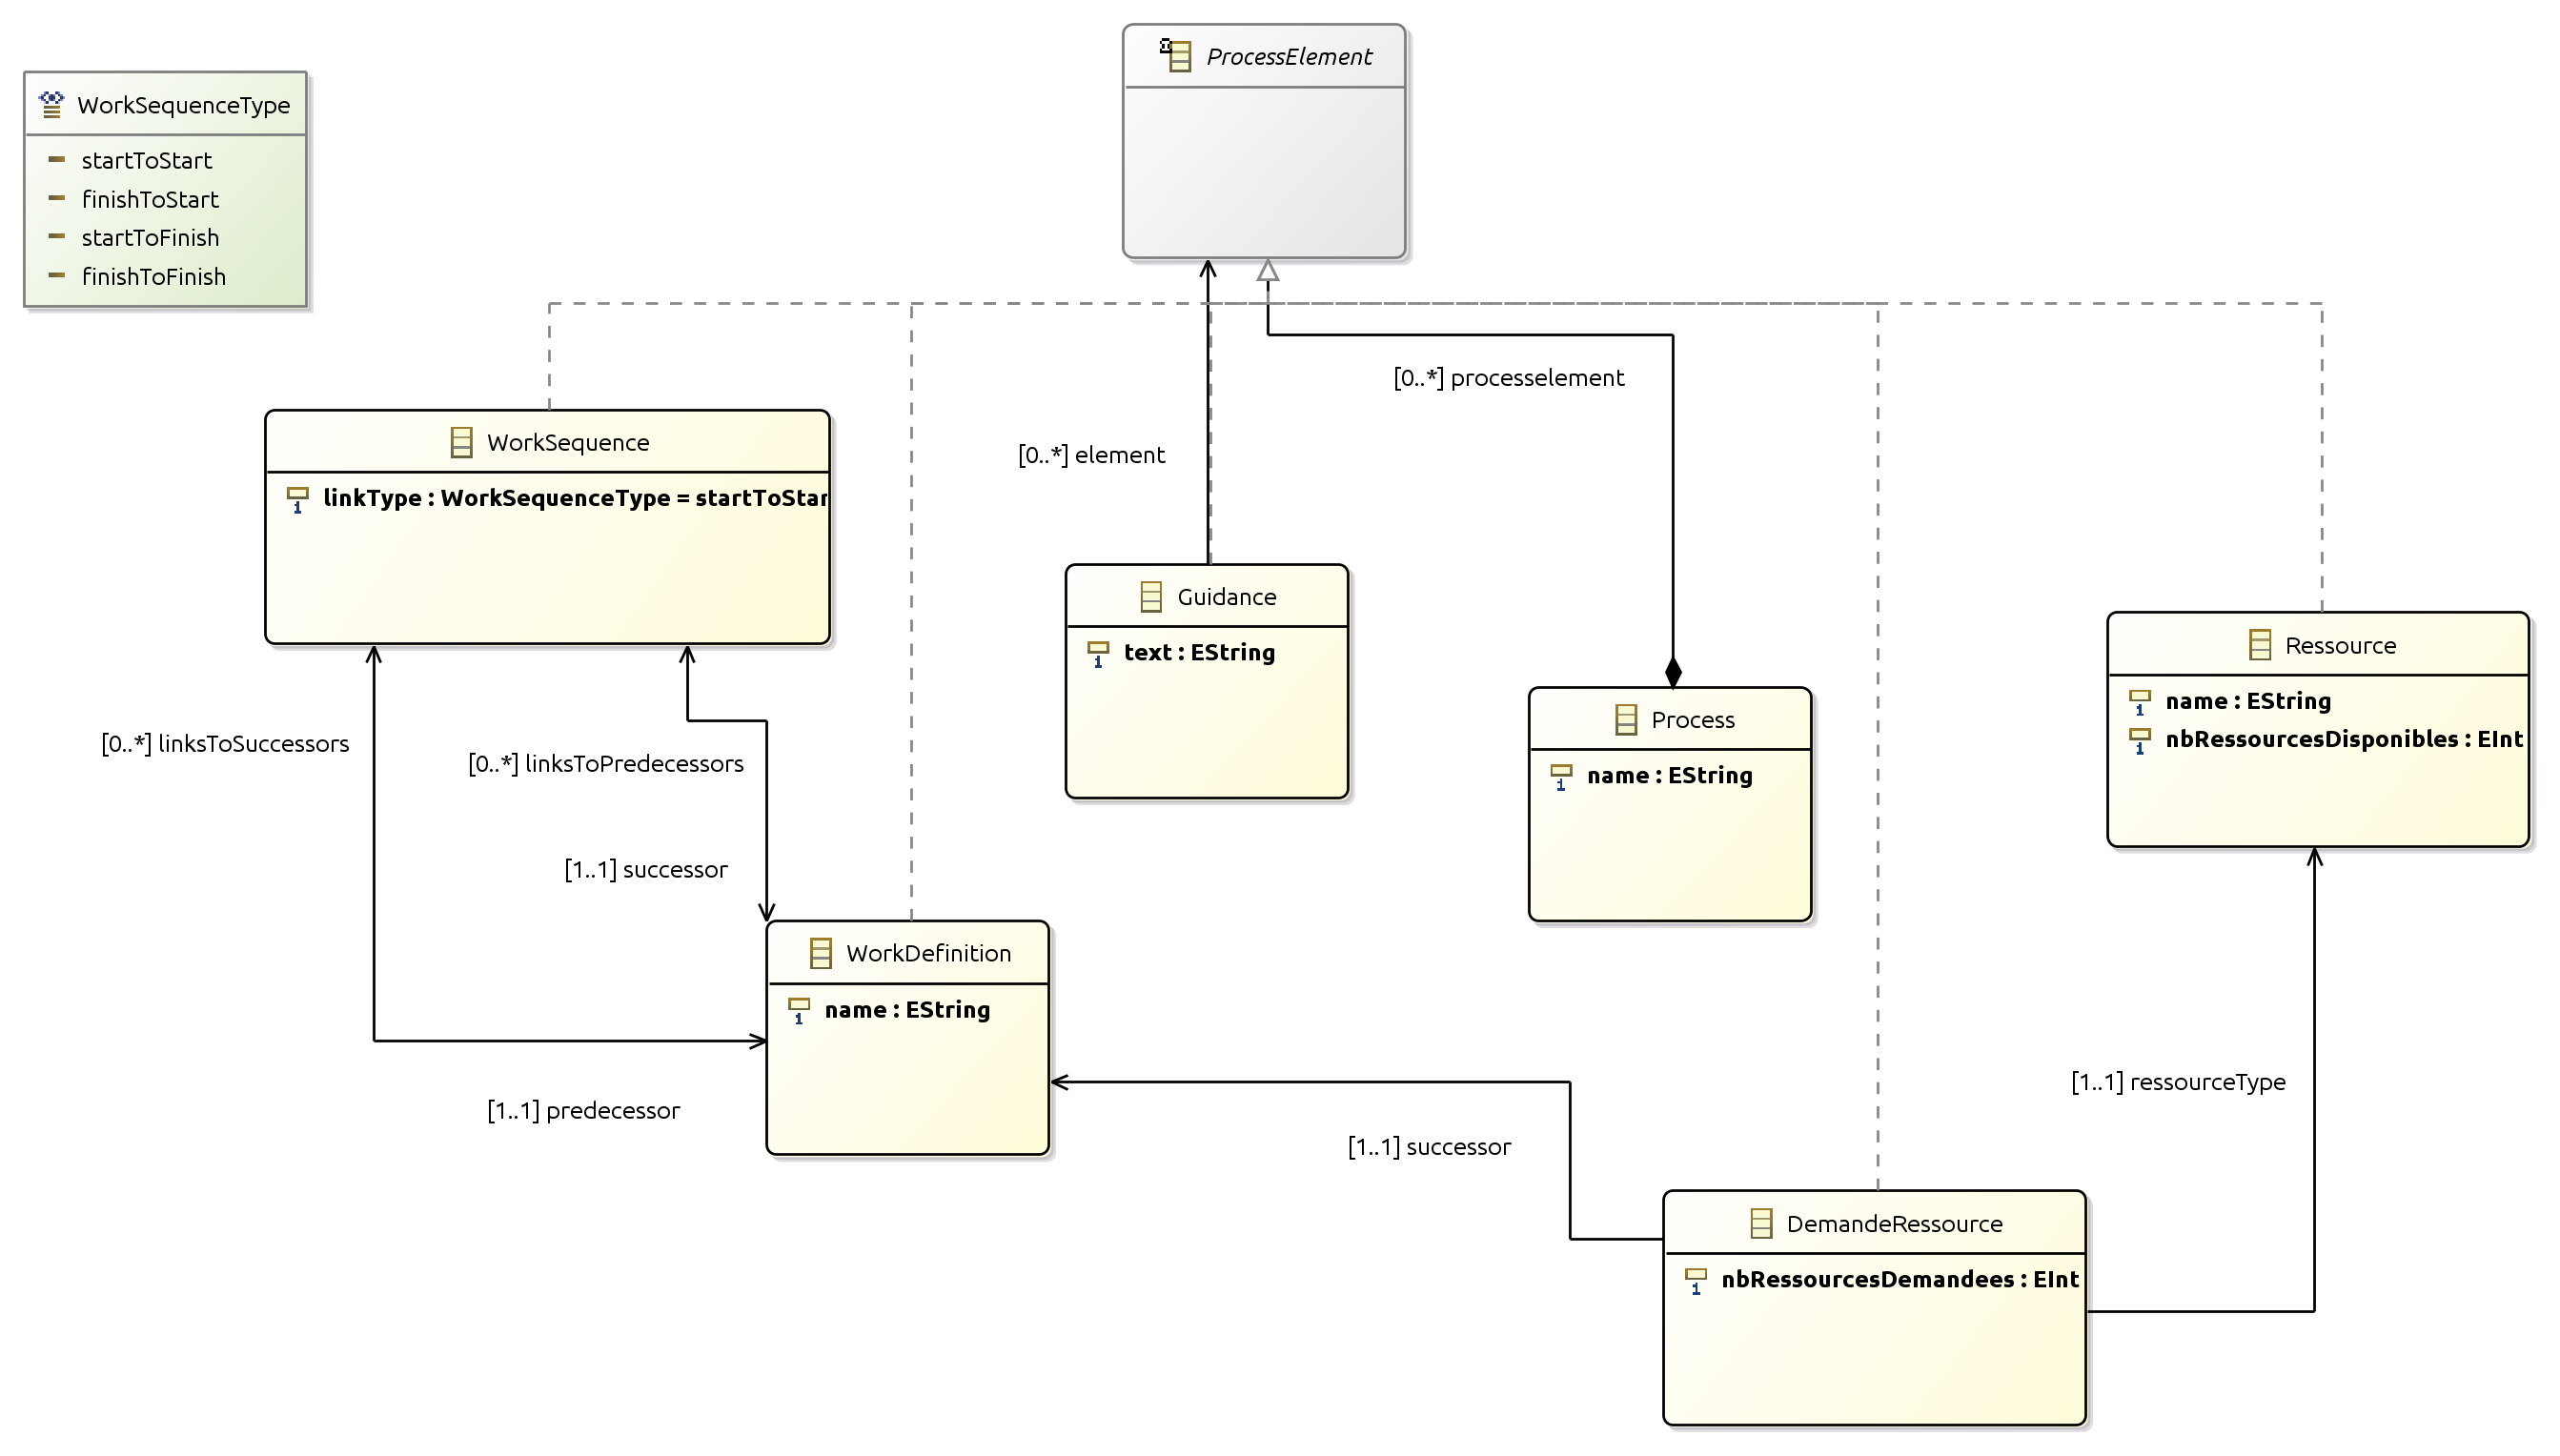 ProcessElement
WorkSequenceType
startToStart
finishToStart
startToFinish
finishToFinish
[0..*] processelement
[0..*] element
WorkSequence
linkType : WorkSequenceType = startToStar
Guidance
text : EString
Ressource
name : EString
nbRessourcesDisponibles : EInt
Process
name : EString
[0..*] linksToSuccessors
[0..*] linksToPredecessors
[1..1] successor
WorkDefinition
name : EString
[1..1] predecessor
[1..1] ressourceType
[1..1] successor
DemandeRessource
nbRessourcesDemandees : EInt